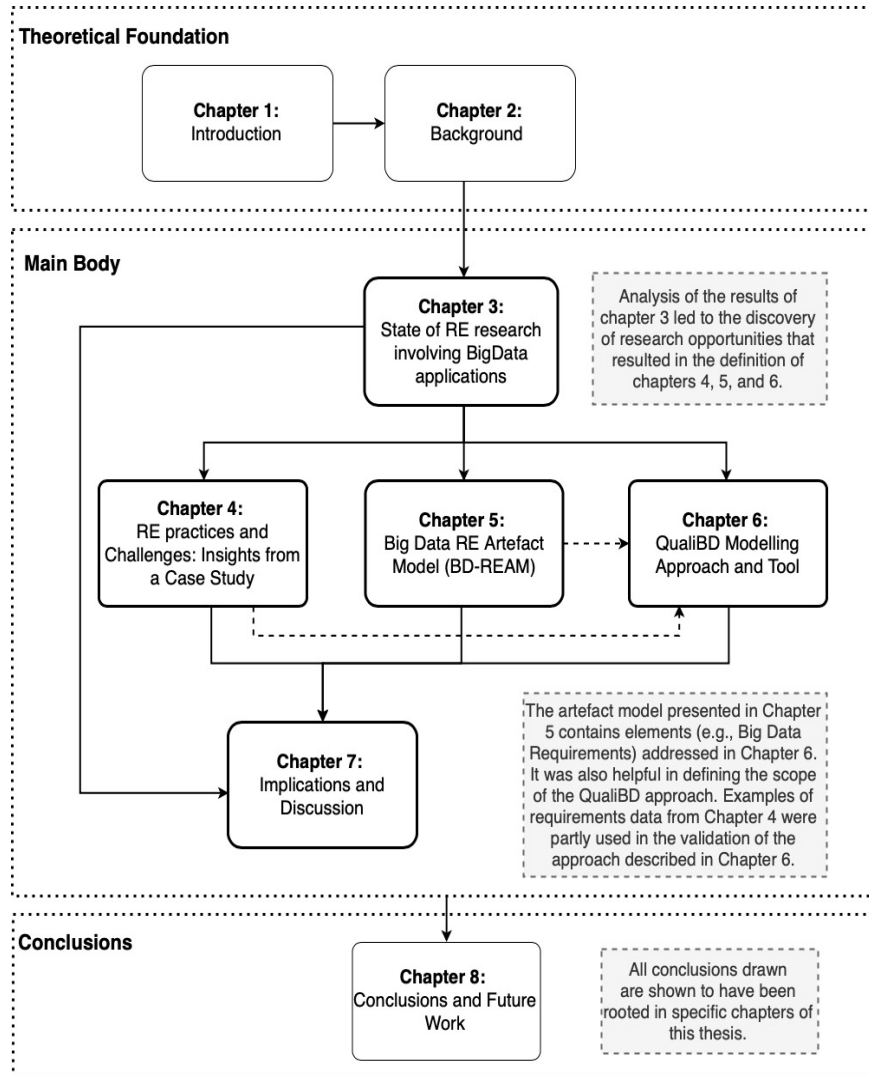 Theoretical Foundation
Chapter 1:
Introduction
Chapter 2:
Background
Main Body
Chapter 3:
State of RE research
involving BigData
applications
Analysis of the results of
chapter 3 led to the discovery
of research opportunities that
resulted in the definition of
chapters 4, 5, and 6.
Chapter 4:
RE practices and
Challenges: Insights from
a Case Study
Chapter 5:
Big Data RE Artefact
Model (BD-REAM)
Chapter 6:
QualiBD Modelling
Approach and Tool
The artefact model presented in Chapter
5 contains elements (e.g., Big Data
Requirements) addressed in Chapter 6.
It was also helpful in defining the scope
of the QualiBD approach. Examples of
requirements data from Chapter 4 were
partly used in the validation of the
approach described in Chapter 6.
Chapter 7:
Implications and
Discussion
Conclusions
Chapter 8:
Conclusions and Future
Work
All conclusions drawn
are shown to have been
rooted in specific chapters of
this thesis.